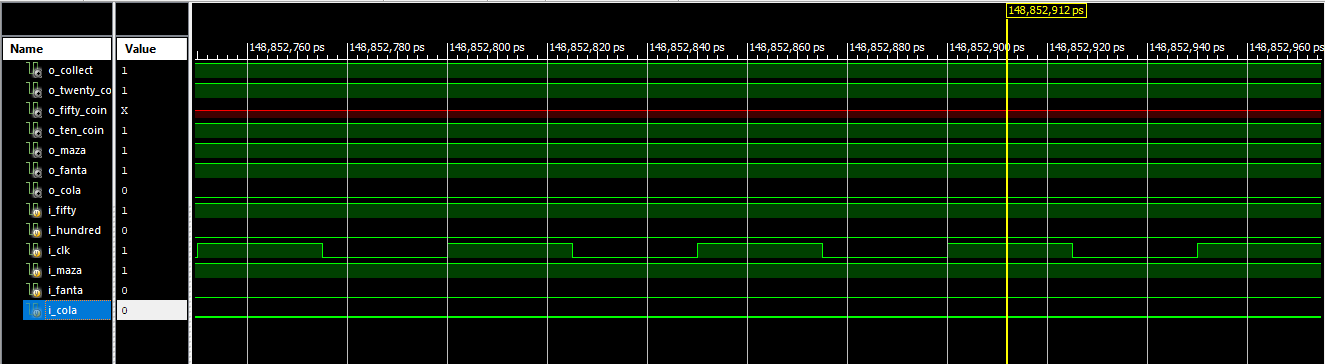 148,852,912 ps
Name Value
148,852,760 ps 148,852,780 ps 148,852,800 ps 148,852,820 ps 148,852,840 ps 148,852,860 ps 148,852,880 ps 148,852,900 ps 148,852,920 ps 148,852,940 ps 148,852,960 ps
o_collect 1
o_twenty_co 1
o_fifty_coin X
o_ten_coin 1
o_maza 1
o_fanta 1
o_cola 0
i_fifty 1
i_hundred 0
i_clk 1
i_maza 1
i_fanta 0
i_cola 0